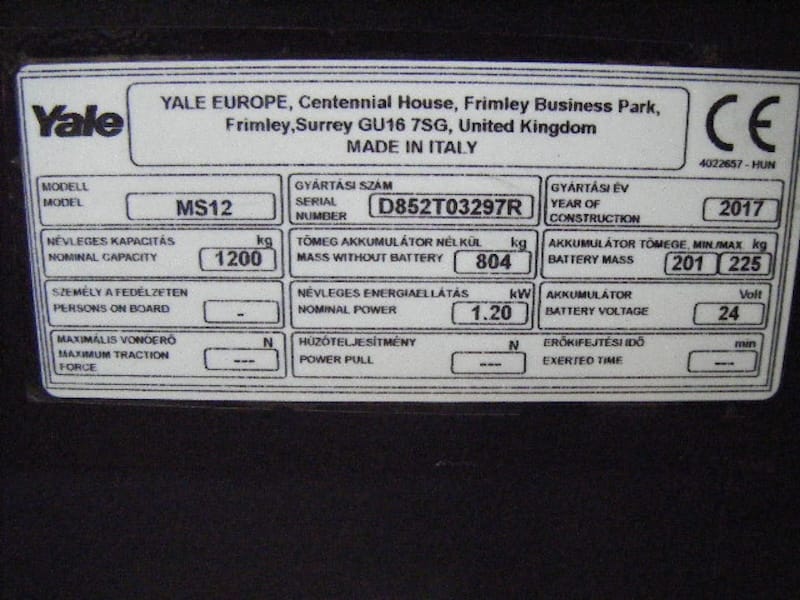 Yale
YALE EUROPE, Centennial House, Frimley Business Park,
Frimley,Surrey GU16 7SG, United Kingdom
MADE IN ITALY
CE
4022657 - HUN
MODELL
MODEL
MS12
GYÁRTÁSI SZÁM
SERIAL
NUMBER
D852T03297R
GYÁRTÁSI ÉV
YEAR OF
CONSTRUCTION
2017
NÉVLEGES KAPACITÁS kg
NOMINAL CAPACITY 1200
TÖMEG AKKUMULÁTOR NÉLKÜL kg
MASS WITHOUT BATTERY 804
AKKUMULÁTOR TÖMEGE, MIN./MAX kg
BATTERY MASS 201 225
SZEMÉLY A FEDÉLZETEN
PERSONS ON BOARD -
NÉVLEGES ENERGIAELLÁTÁS kW
NOMINAL POWER 1.20
AKKUMULÁTOR Volt
BATTERY VOLTAGE 24
MAXIMÁLIS VONÓERŐ N
MAXIMUM TRACTION
FORCE ---
HÚZÓTELJESÍTMÉNY N
POWER PULL ---
ERŐKIFEJTÉSI IDŐ min
EXERTED TIME ---